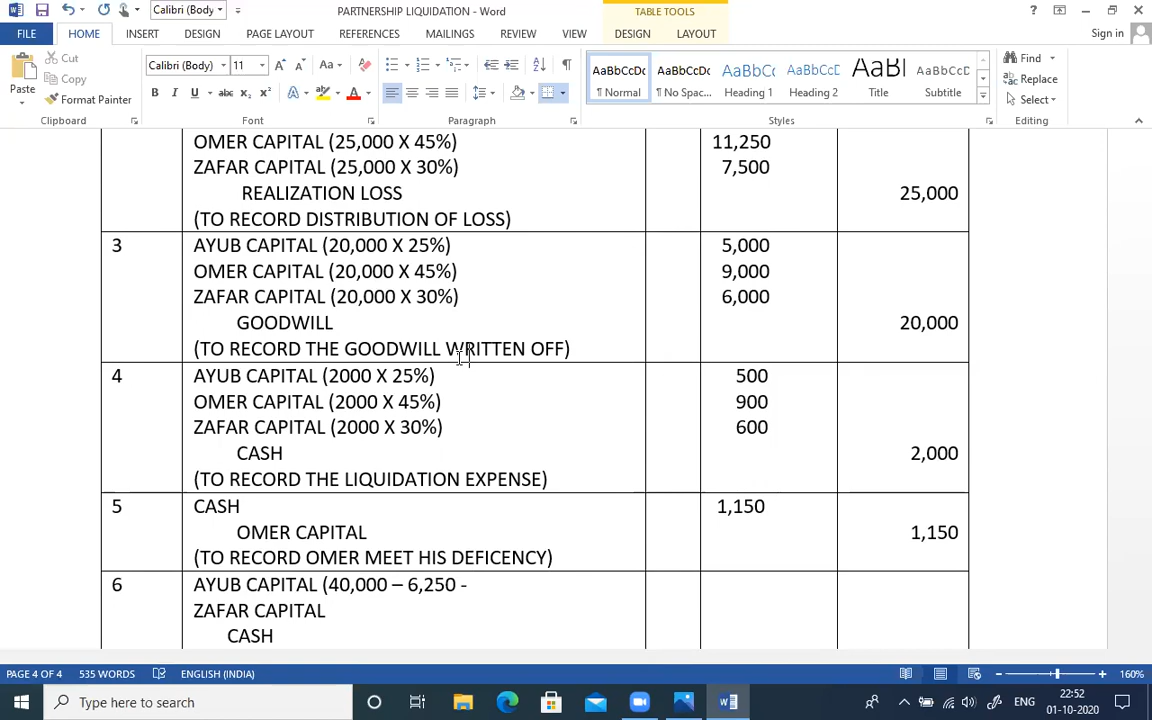 Calibri (Body
PARTNERSHIP LIQUIDATION - Word
TABLE TOOLS
?
FILE
HOME
INSERT
DESIGN
PAGE LAYOUT
REFERENCES
MAILINGS
REVIEW
VIEW
DESIGN
LAYOUT
Sign in
Paste
Cut
Copy
Format Painter
Calibri (Body)
11
AaBbCcDc
¶ Normal
AaBbCcDc
¶ No Spac...
AaBbCc
Heading 1
AaBbCcC
Heading 2
AaBl
Title
AaBbCcD
Subtitle
Find
Replace
Select
Clipboard
Font
Paragraph
Styles
Editing
OMER CAPITAL (25,000 X 45%) 11,250
ZAFAR CAPITAL (25,000 X 30%) 7,500
REALIZATION LOSS 25,000
(TO RECORD DISTRIBUTION OF LOSS)
3 AYUB CAPITAL (20,000 X 25%) 5,000
OMER CAPITAL (20,000 X 45%) 9,000
ZAFAR CAPITAL (20,000 X 30%) 6,000
GOODWILL 20,000
(TO RECORD THE GOODWILL WRITTEN OFF)
4 AYUB CAPITAL (2000 X 25%) 500
OMER CAPITAL (2000 X 45%) 900
ZAFAR CAPITAL (2000 X 30%) 600
CASH 2,000
(TO RECORD THE LIQUIDATION EXPENSE)
5 CASH 1,150
OMER CAPITAL 1,150
(TO RECORD OMER MEET HIS DEFICENCY)
6 AYUB CAPITAL (40,000 – 6,250 -
ZAFAR CAPITAL
CASH
PAGE 4 OF 4
535 WORDS
ENGLISH (INDIA)
160%
Type here to search
ENG
22:52
01-10-2020